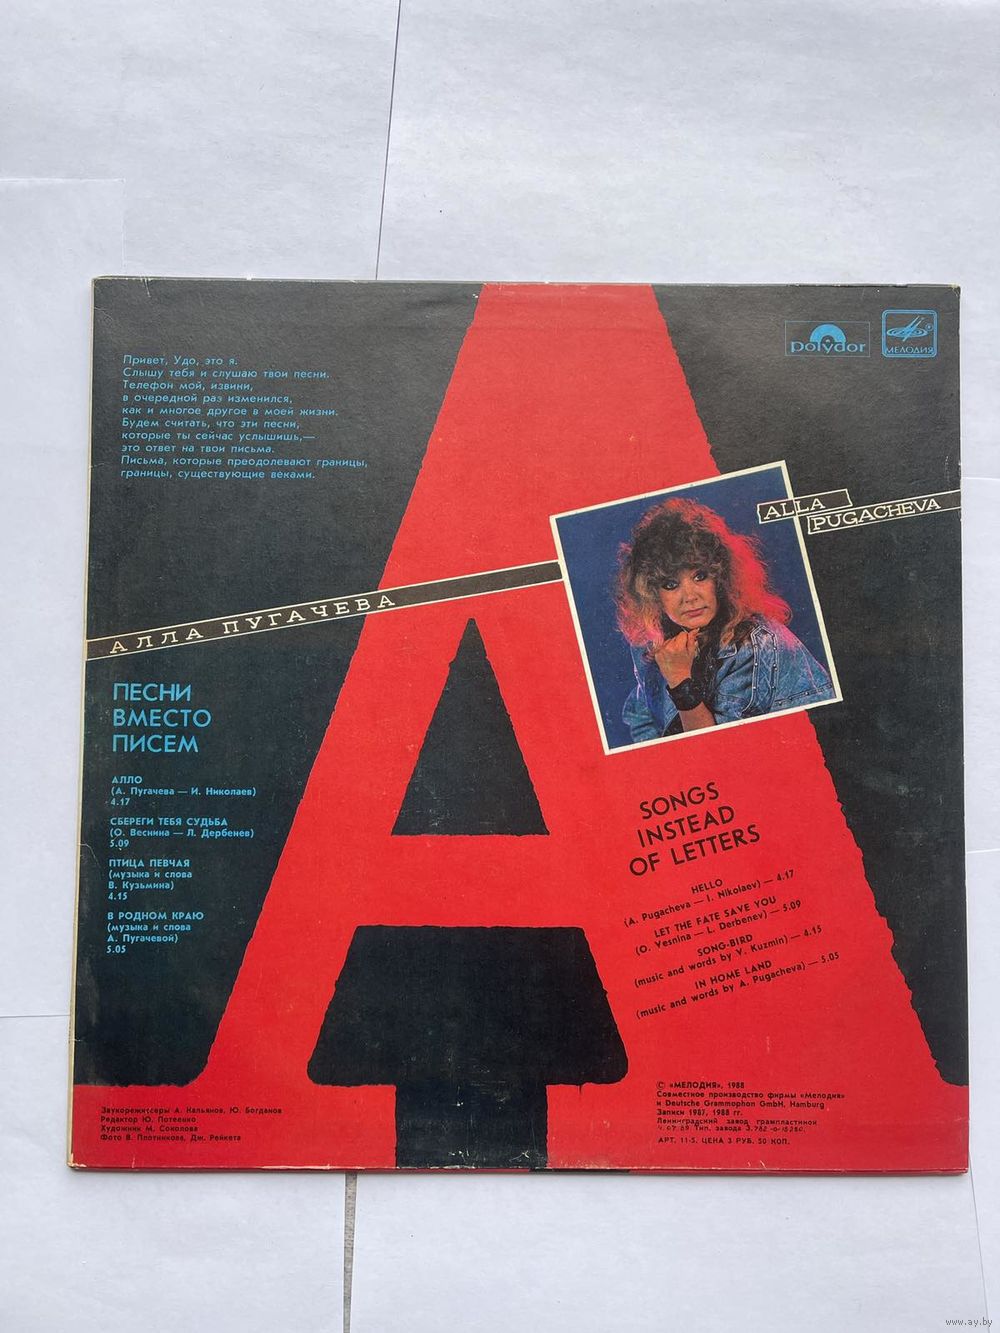 polydor
МЕЛОДИЯ
Привет, Удо, это я.
Слышу тебя и слушаю твои песни.
Телефон мой, извини,
в очередной раз изменился,
как и многое другое в моей жизни.
Будем считать, что эти песни,
которые ты сейчас услышишь,—
это ответ на твои письма.
Письма, которые преодолевают границы,
границы, существующие веками.
ALLA
PUGACHEVA
АЛЛА ПУГАЧЕВА
ПЕСНИ
ВМЕСТО
ПИСЕМ
АЛЛО
(А. Пугачева — И. Николаев)
4.17
СБЕРЕГИ ТЕБЯ СУДЬБА
(О. Веснина — Л. Дербенев)
5.09
ПТИЦА ПЕВЧАЯ
(музыка и слова
В. Кузьмина)
4.15
В РОДНОМ КРАЮ
(музыка и слова
А. Пугачевой)
5.05
SONGS
INSTEAD
OF LETTERS
HELLO
(A. Pugacheva — I. Nikolaev) — 4.17
LET THE FATE SAVE YOU
(O. Vesnina — L. Derbenev) — 5.09
SONG-BIRD
(music and words by V. Kuzmin) — 4.15
IN HOME LAND
(music and words by A. Pugacheva) — 5.05
Звукорежиссеры А. Кальянов, Ю. Богданов
Редактор Ю. Потеенко
Художник М. Соколова
Фото В. Плотникова, Дж. Рейкета
© «МЕЛОДИЯ», 1988
Совместное производство фирмы «Мелодия»
и Deutsche Grammophon GmbH, Hamburg
Записи 1987, 1988 гг.
Ленинградский завод грампластинок
Тип. завода
АРТ. 11-5. ЦЕНА 3 РУБ. 50 КОП.
www.ay.by